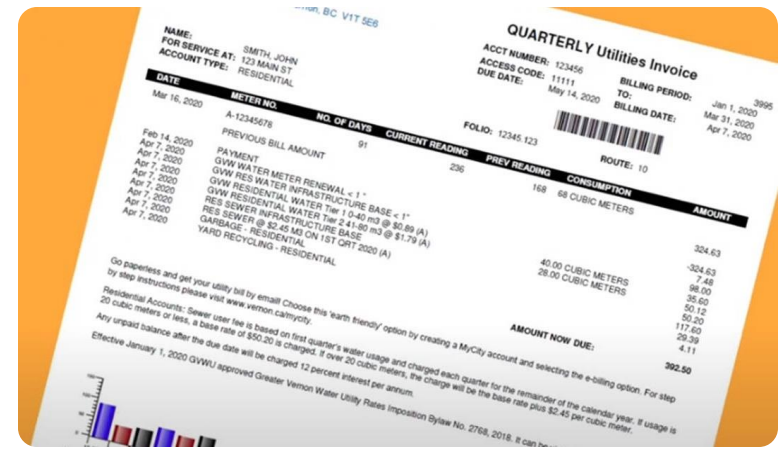 BC V1T 5E6
QUARTERLY Utilities Invoice
NAME: SMITH, JOHN
FOR SERVICE AT: 123 MAIN ST
ACCOUNT TYPE: RESIDENTIAL
ACCT NUMBER: 123456
ACCESS CODE: 11111
DUE DATE: May 14, 2020
3995
BILLING PERIOD: Jan 1, 2020
TO: Mar 31, 2020
BILLING DATE: Apr 7, 2020
FOLIO: 12345.123
ROUTE: 10
DATE METER NO. NO. OF DAYS CURRENT READING PREV READING CONSUMPTION AMOUNT
Mar 16, 2020 A-12345678 91 236 168 68 CUBIC METERS
PREVIOUS BILL AMOUNT 324.63
Feb 14, 2020 PAYMENT -324.63
Apr 7, 2020 GVW WATER METER RENEWAL < 1" 7.48
Apr 7, 2020 GVW RES WATER INFRASTRUCTURE BASE < 1" 98.00
Apr 7, 2020 GVW RESIDENTIAL WATER Tier 1 0-40 m3 @ $0.89 (A) 40.00 CUBIC METERS 35.60
Apr 7, 2020 GVW RESIDENTIAL WATER Tier 2 41-80 m3 @ $1.79 (A) 28.00 CUBIC METERS 50.12
Apr 7, 2020 RES SEWER INFRASTRUCTURE BASE 50.20
Apr 7, 2020 RES SEWER @ $2.45 M3 ON 1ST QRT 2020 (A) 117.60
Apr 7, 2020 GARBAGE - RESIDENTIAL 29.39
Apr 7, 2020 YARD RECYCLING - RESIDENTIAL 4.11
AMOUNT NOW DUE: 392.50
Go paperless and get your utility bill by email! Choose this 'earth friendly' option by creating a MyCity account and selecting the e-billing option. For step
by step instructions please visit www.vernon.ca/mycity.
Residential Accounts: Sewer user fee is based on first quarter's water usage and charged each quarter for the remainder of the calendar year. If usage is
20 cubic meters or less, a base rate of $50.20 is charged. If over 20 cubic meters, the charge will be the base rate plus $2.45 per cubic meter.
Any unpaid balance after the due date will be charged 12 percent interest per annum.
Effective January 1, 2020 GVWU approved Greater Vernon Water Utility Rates Imposition Bylaw No. 2768, 2018. It can be